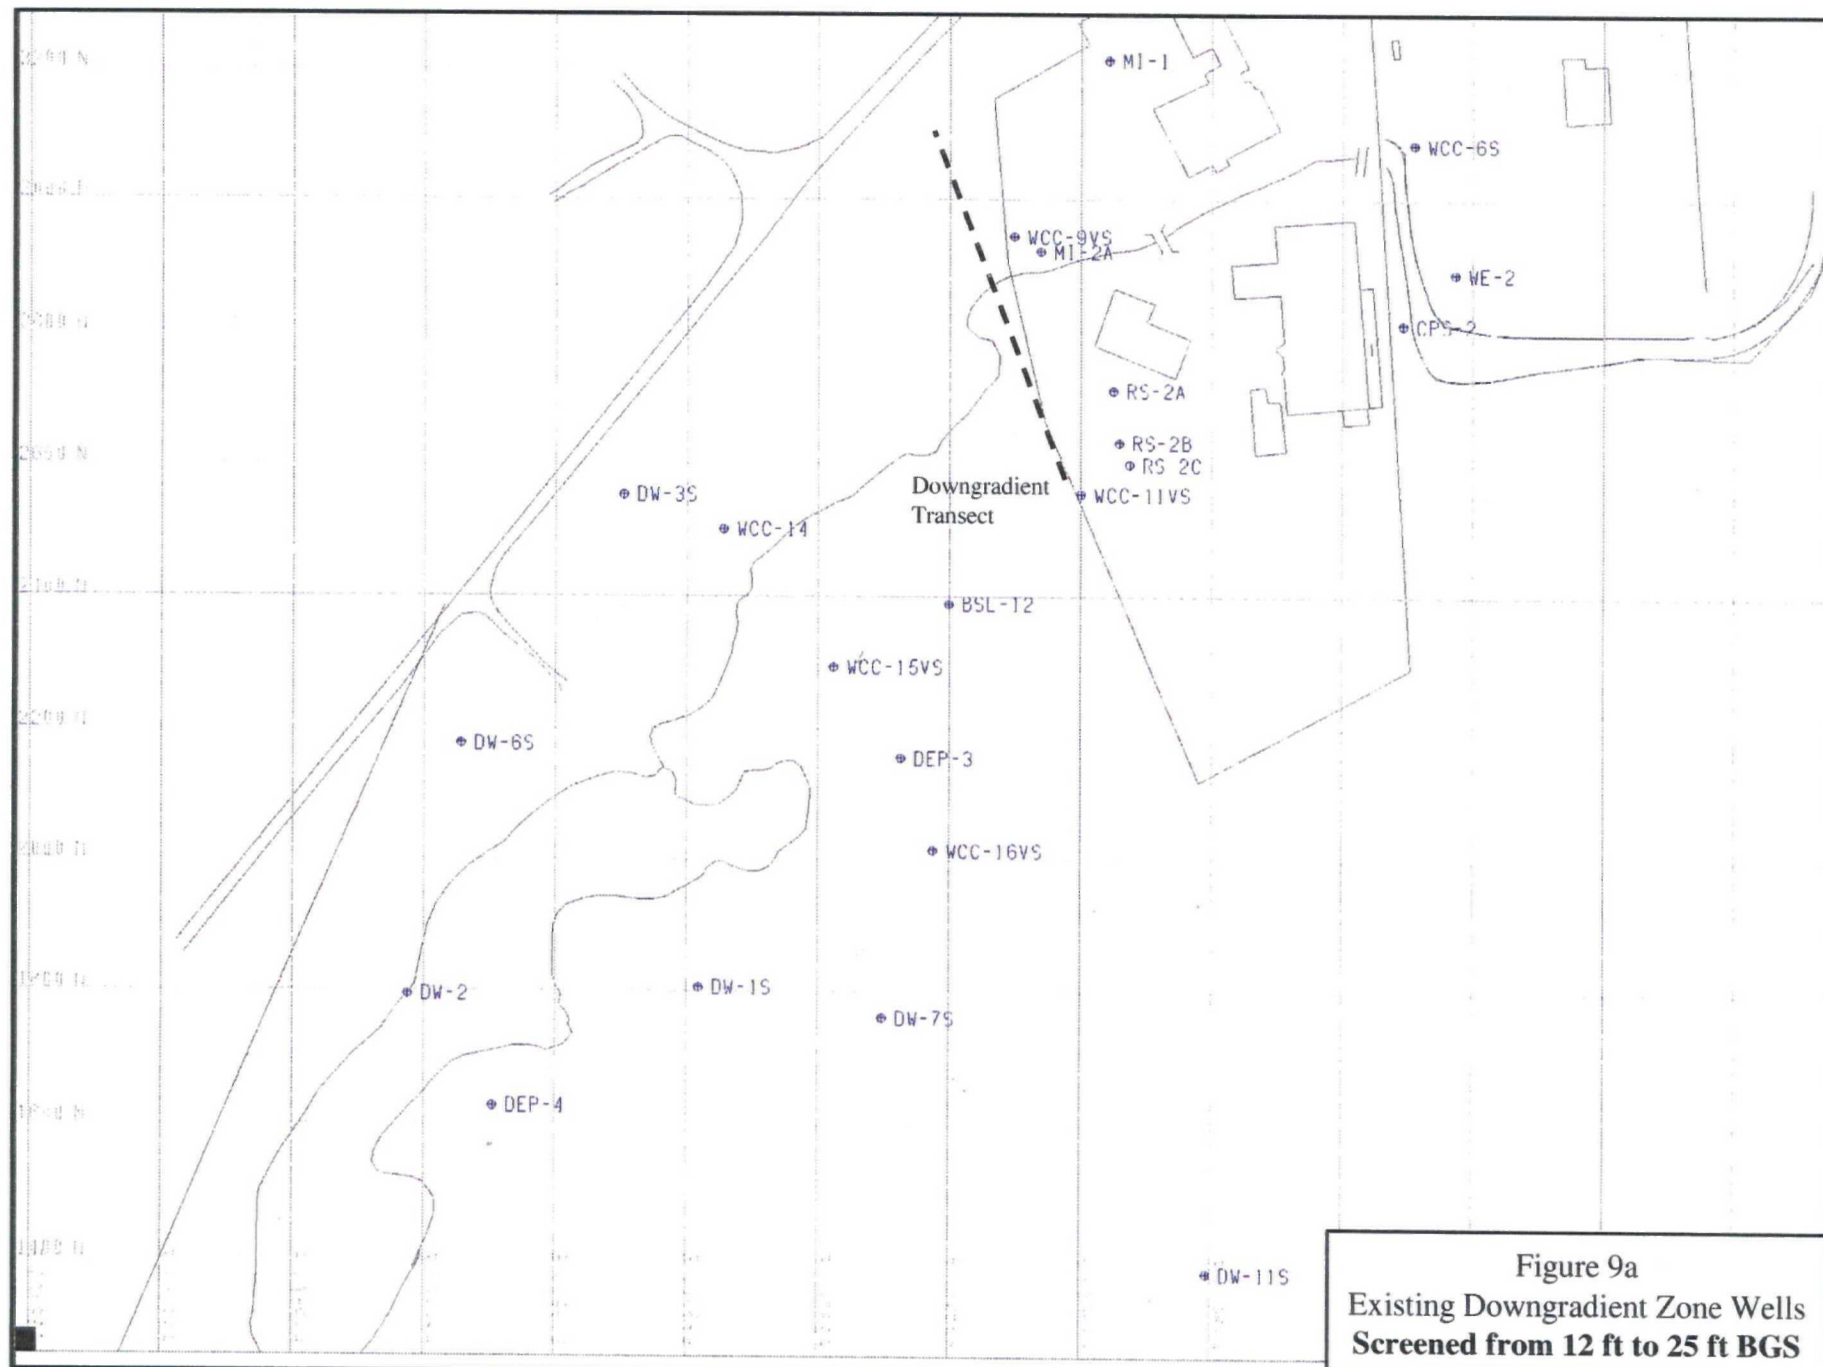 MI-1
WCC-6S
WCC-9VS
MI-2A
WE-2
CPS-2
RS-2A
RS-2B
RS 2C
Downgradient
Transect
WCC-11VS
DW-3S
WCC-14
BSL-12
WCC-15VS
DW-6S
DEP-3
WCC-16VS
DW-2
DW-1S
DW-7S
DEP-4
DW-11S
Figure 9a
Existing Downgradient Zone Wells
Screened from 12 ft to 25 ft BGS